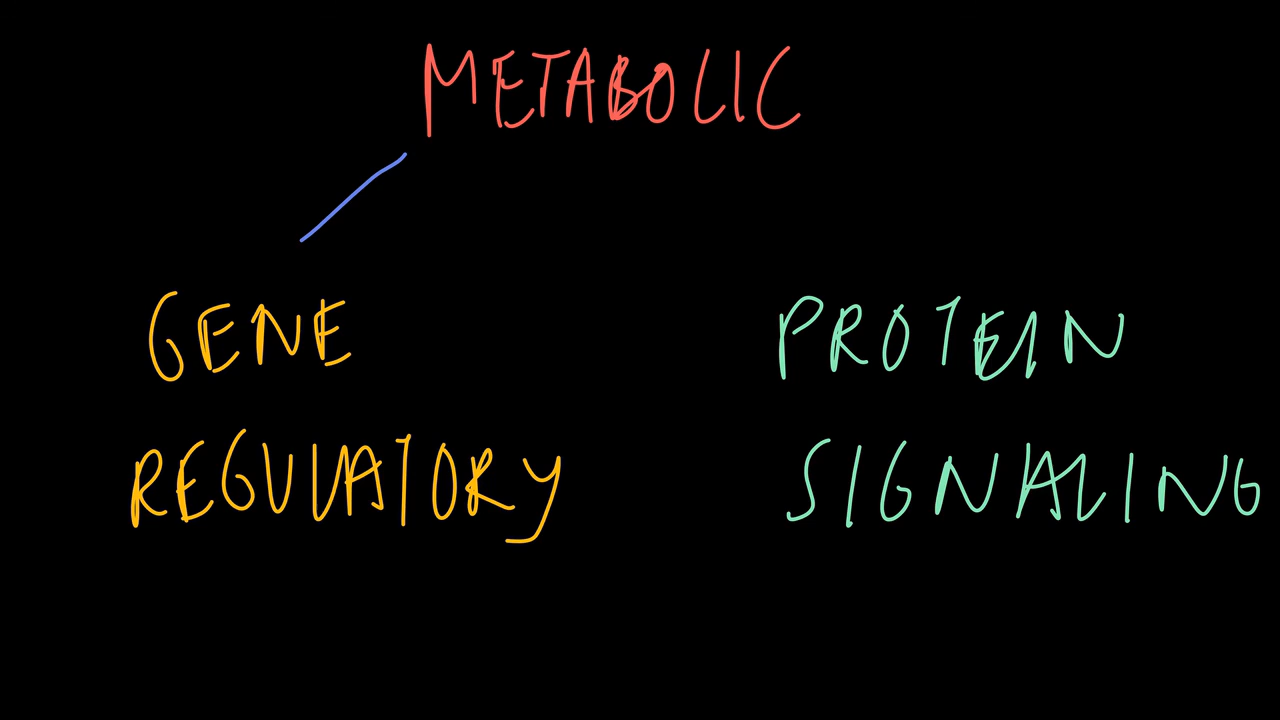 METABOLIC
GENE
REGULATORY
PROTEIN
SIGNALING